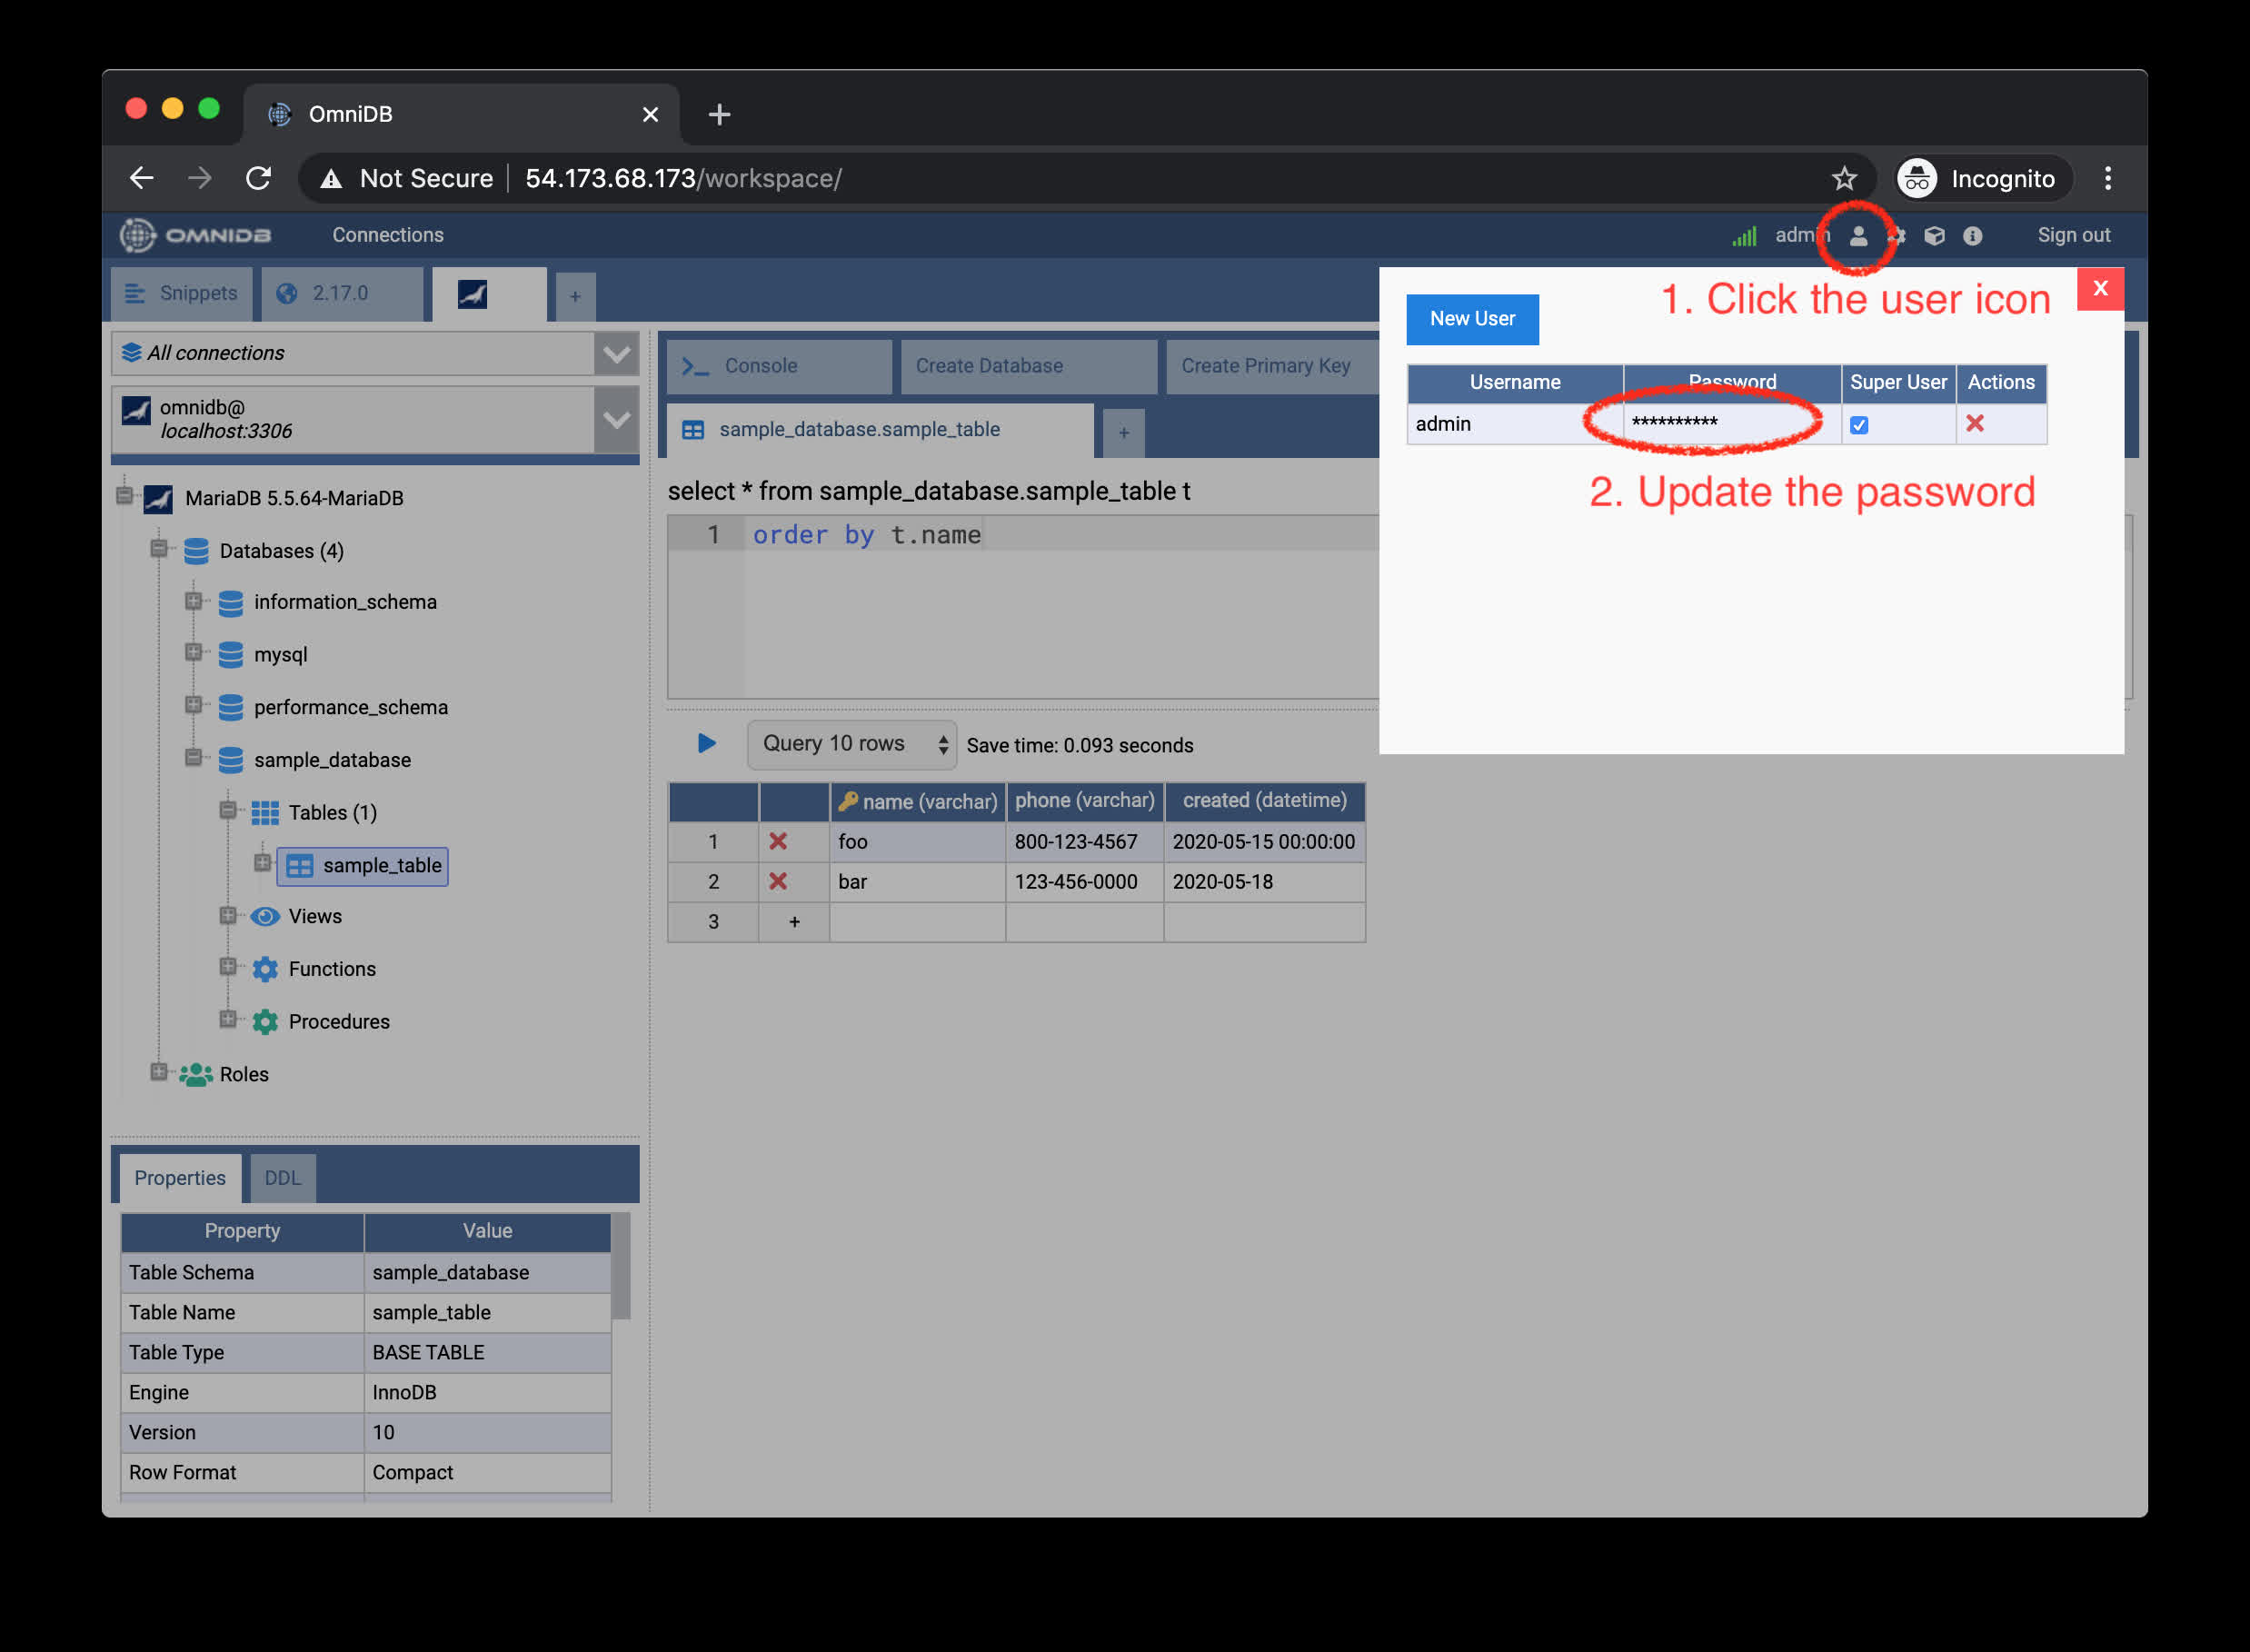 OmniDB
Not Secure 54.173.68.173/workspace/
Incognito
OMNIDB Connections
admin
Sign out
Snippets
2.17.0
+
1. Click the user icon
X
New User
All connections
omnidb@
localhost:3306
Console
Create Database
Create Primary Key
Username Password Super User Actions
admin **********
2. Update the password
sample_database.sample_table
+
select * from sample_database.sample_table t
1 order by t.name
MariaDB 5.5.64-MariaDB
Databases (4)
information_schema
mysql
performance_schema
sample_database
Tables (1)
sample_table
Views
Functions
Procedures
Roles
Query 10 rows Save time: 0.093 seconds
name (varchar) phone (varchar) created (datetime)
1 foo 800-123-4567 2020-05-15 00:00:00
2 bar 123-456-0000 2020-05-18
3 +
Properties DDL
Property Value
Table Schema sample_database
Table Name sample_table
Table Type BASE TABLE
Engine InnoDB
Version 10
Row Format Compact